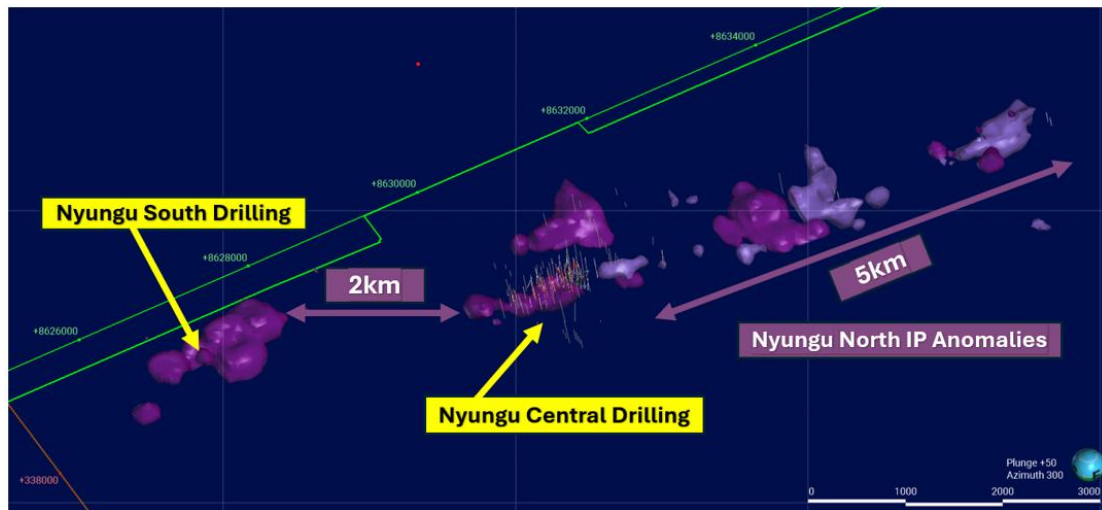 +8634000
+8632000
+8630000
Nyungu South Drilling
+8628000
2km
5km
+8626000
Nyungu North IP Anomalies
Nyungu Central Drilling
+338000
Plunge +50
Azimuth 300
0 1000 2000 3000